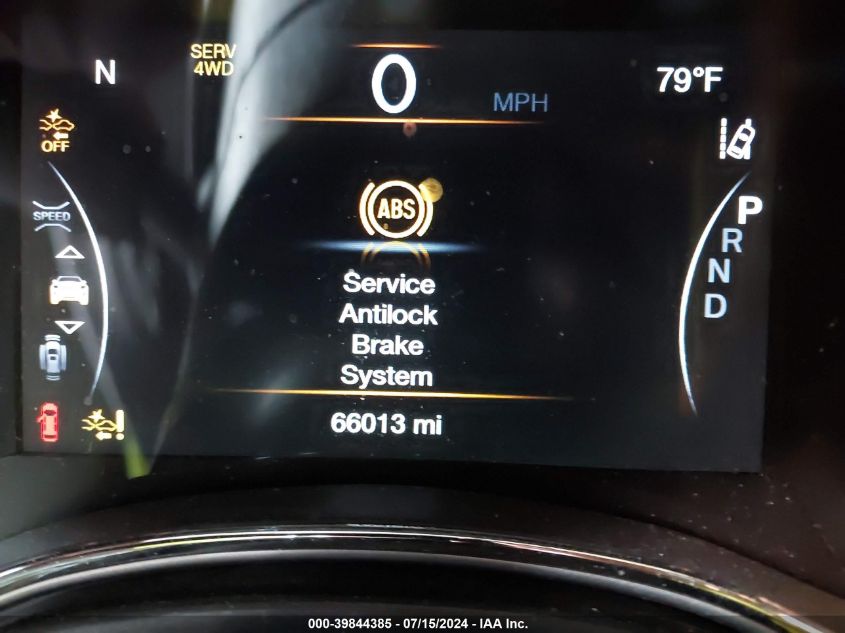 N
SERV
4WD
0
MPH
79°F
OFF
SPEED
ABS
P
R
N
D
Service
Antilock
Brake
System
66013 mi
000-39844385 - 07/15/2024 - IAA Inc.